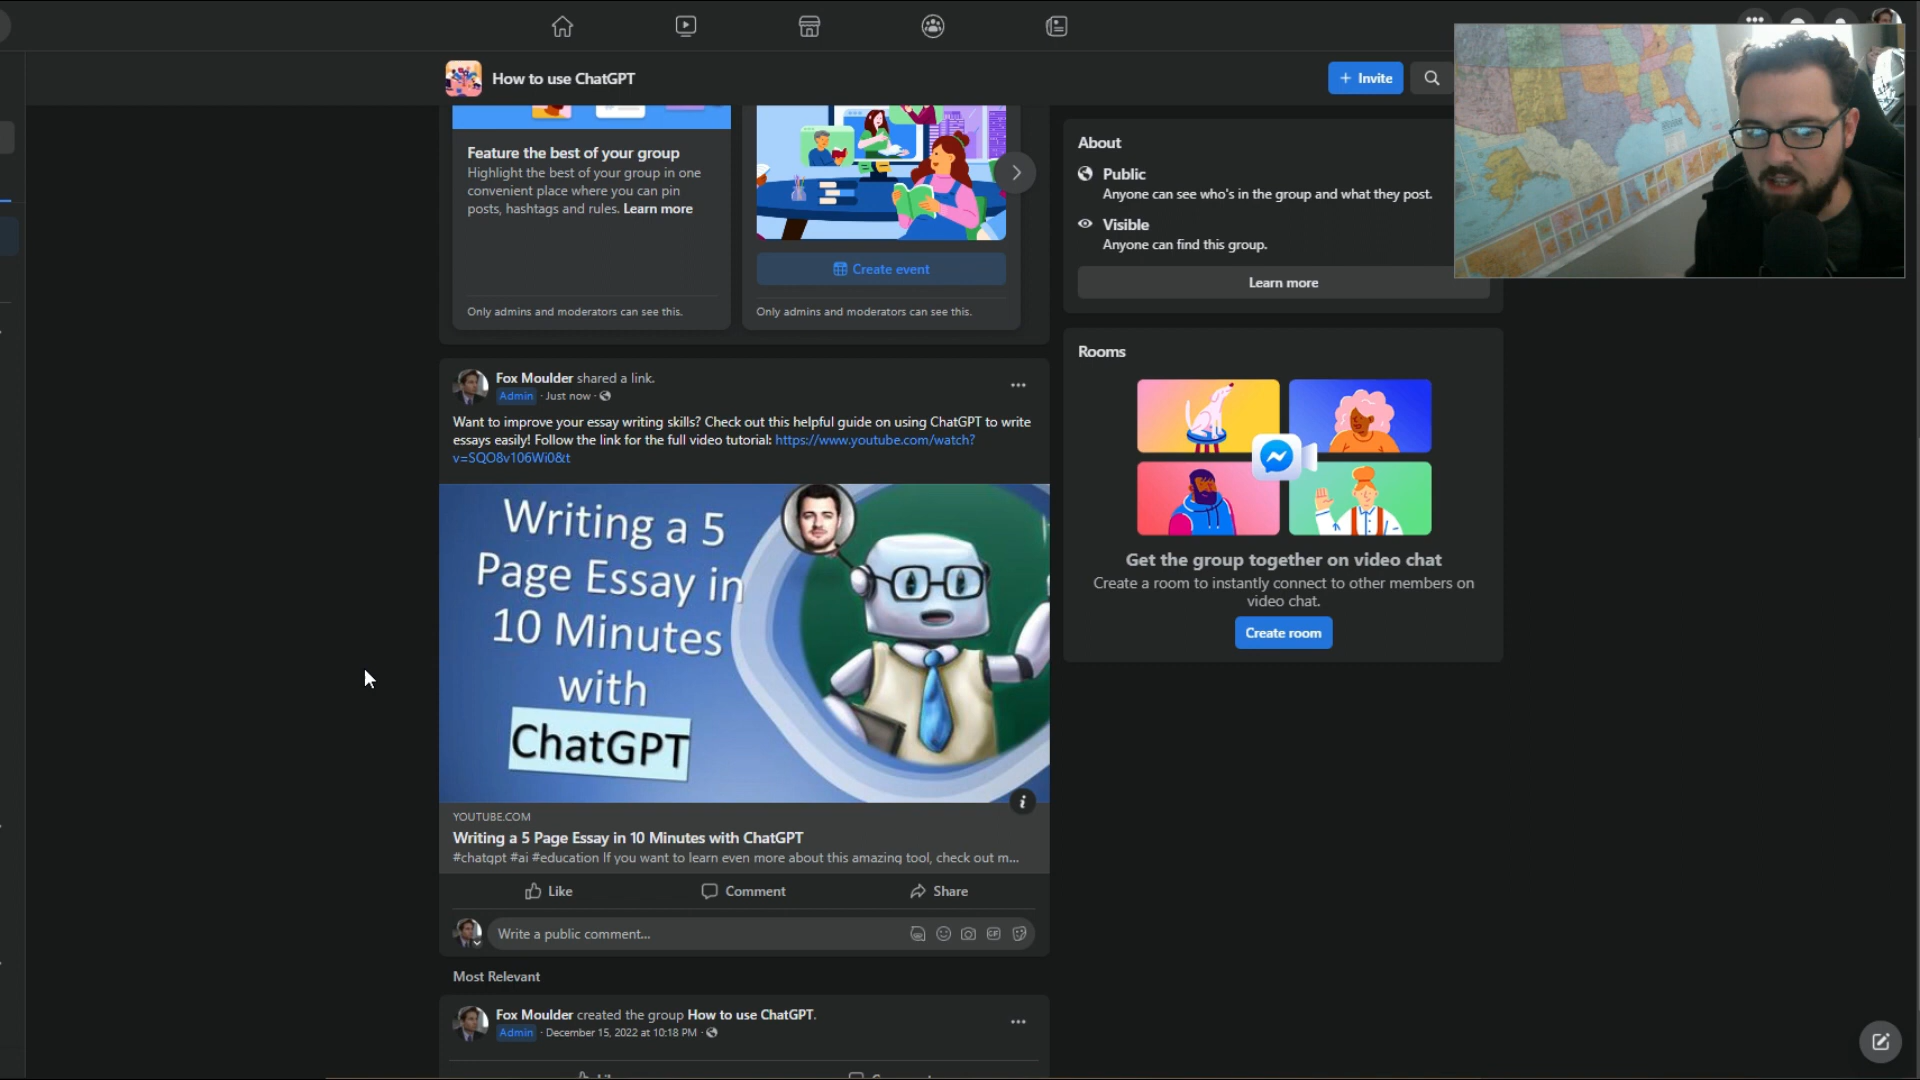 How to use ChatGPT
+ Invite
Feature the best of your group
Highlight the best of your group in one
convenient place where you can pin
posts, hashtags and rules. Learn more
Only admins and moderators can see this.
Create event
Only admins and moderators can see this.
About
Public
Anyone can see who's in the group and what they post.
Visible
Anyone can find this group.
Learn more
Fox Moulder shared a link.
Admin · Just now ·
Want to improve your essay writing skills? Check out this helpful guide on using ChatGPT to write
essays easily! Follow the link for the full video tutorial: https://www.youtube.com/watch?
v=SQO8v106Wi0&t
Writing a 5
Page Essay in
10 Minutes
with
ChatGPT
YOUTUBE.COM
Writing a 5 Page Essay in 10 Minutes with ChatGPT
#chatgpt #ai #education If you want to learn even more about this amazing tool, check out m...
Like
Comment
Share
Write a public comment...
GIF
Most Relevant
Fox Moulder created the group How to use ChatGPT.
Admin · December 15, 2022 at 10:18 PM ·
Rooms
Get the group together on video chat
Create a room to instantly connect to other members on
video chat.
Create room